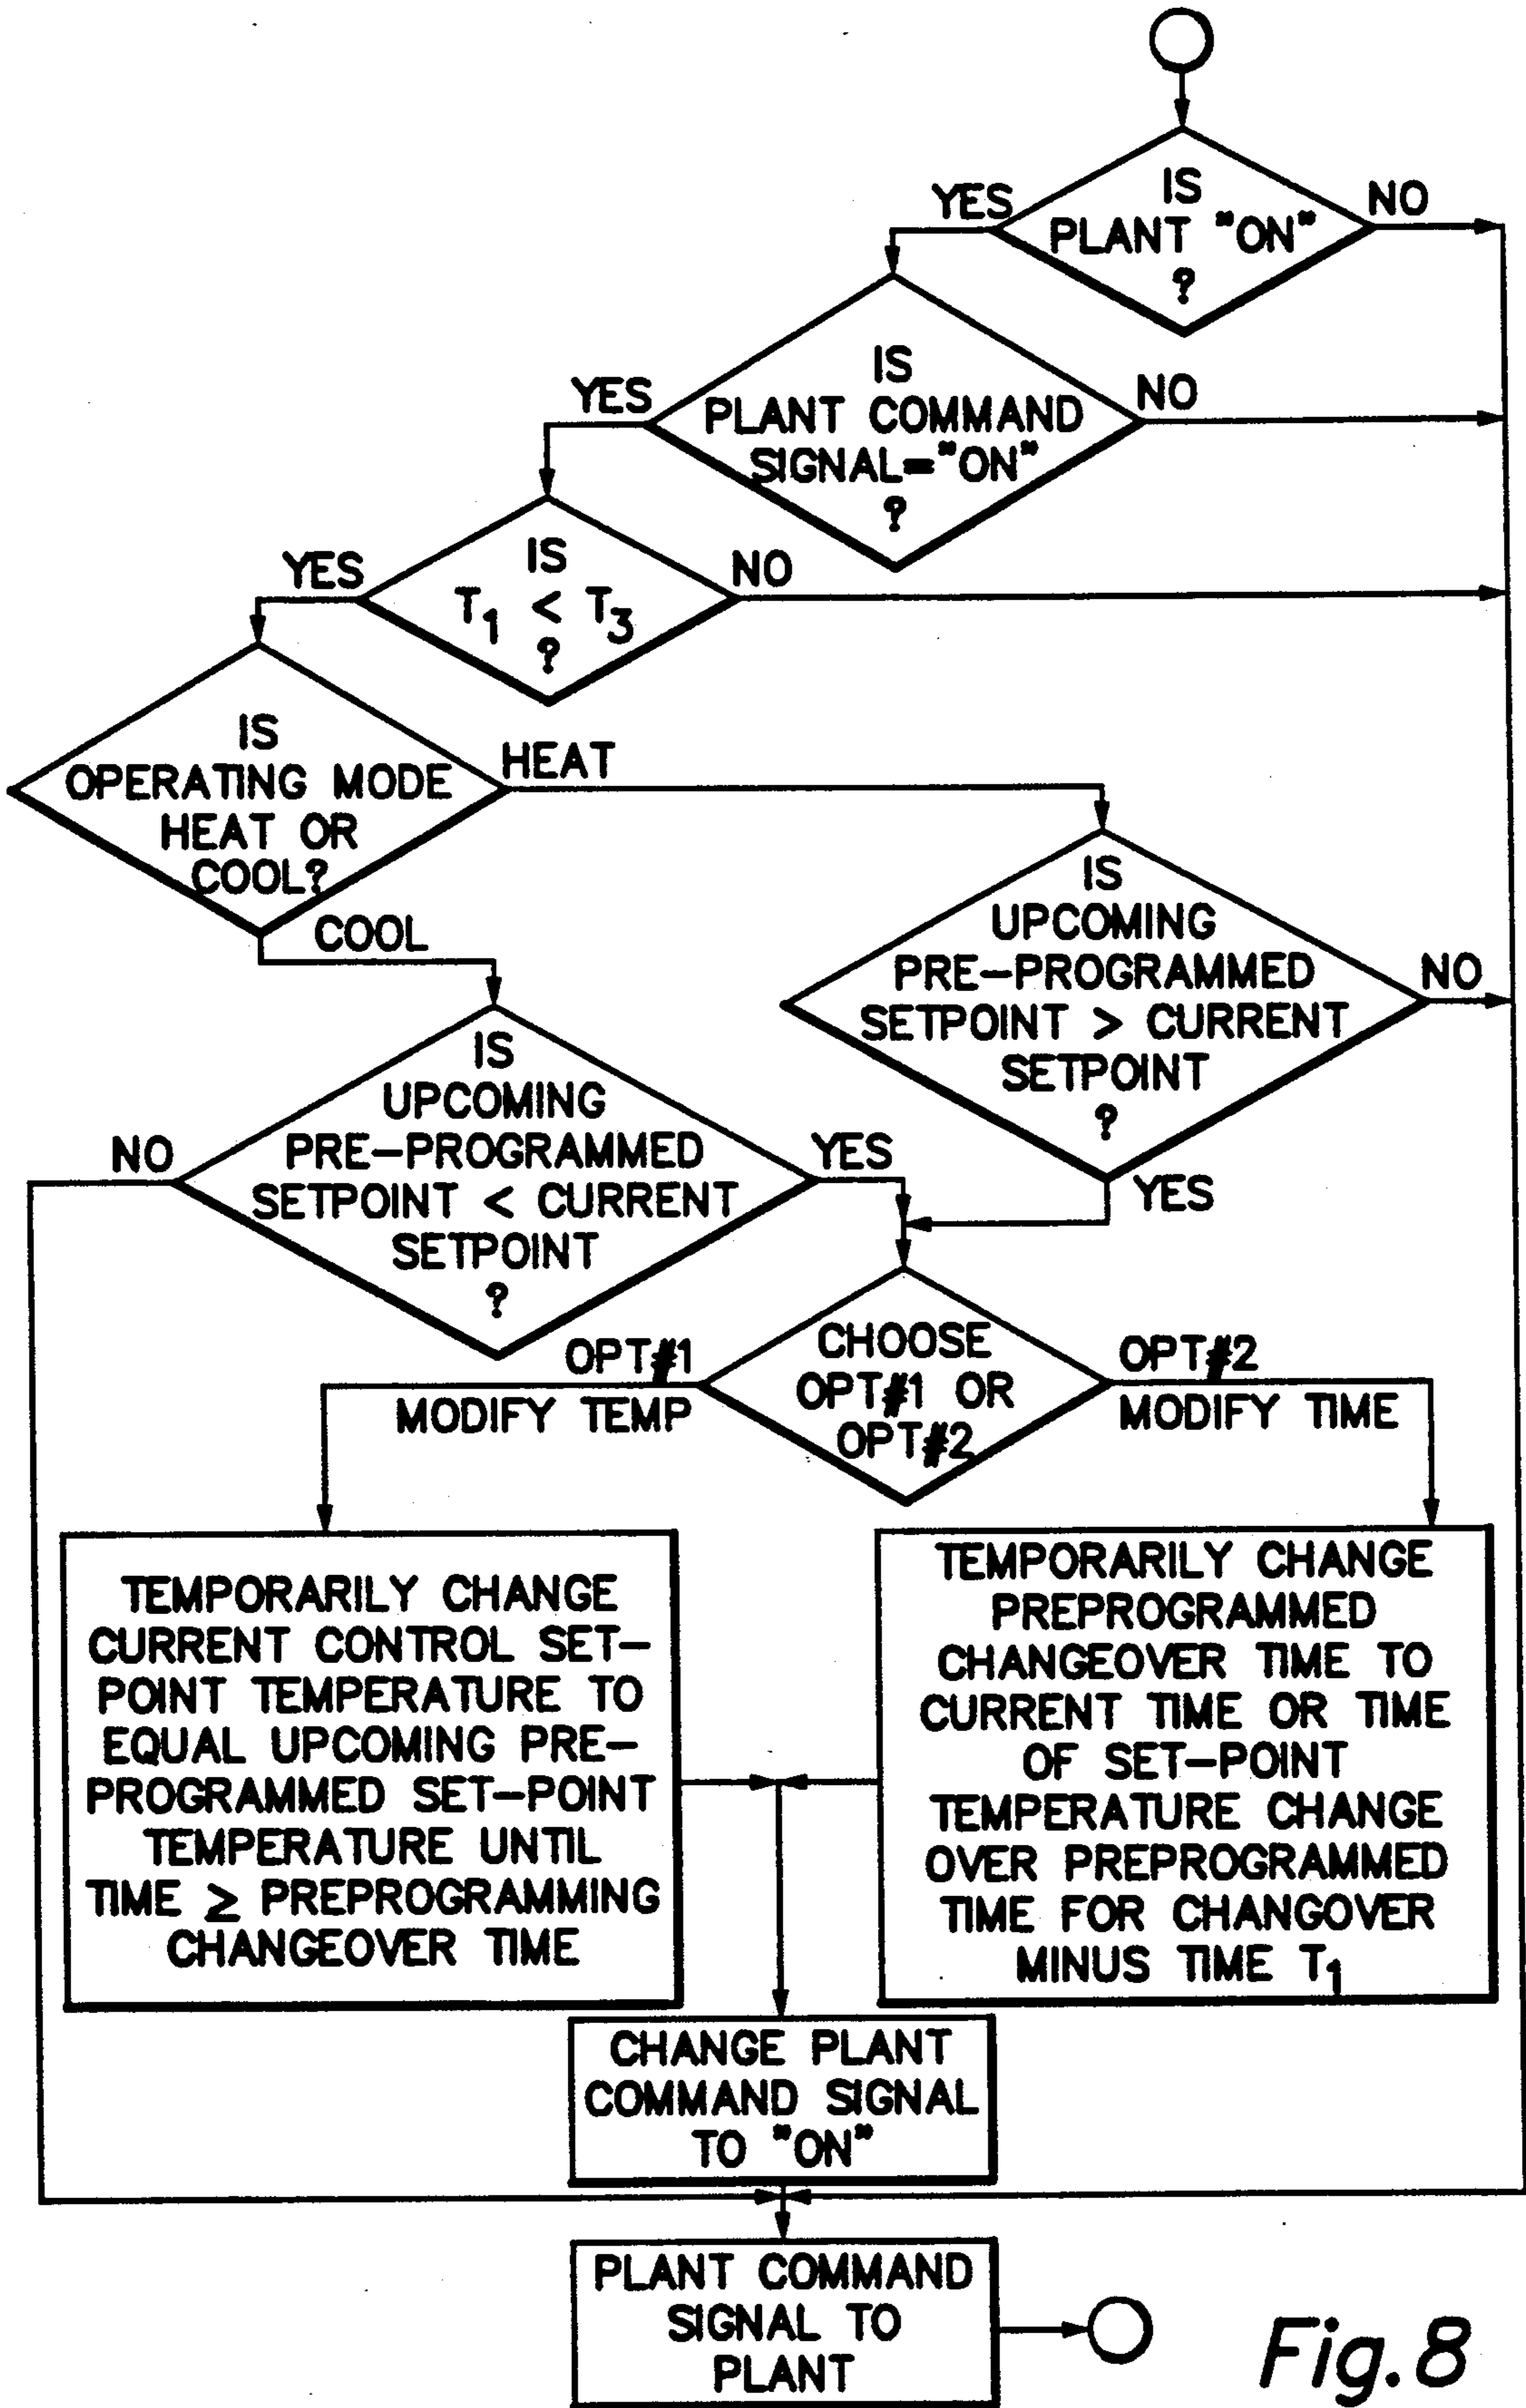 IS
PLANT "ON"
?
YES
NO
IS
PLANT COMMAND
SIGNAL="ON"
?
YES
NO
IS
T1 < T3
?
YES
NO
IS
OPERATING MODE
HEAT OR
COOL?
HEAT
COOL
IS
UPCOMING
PRE-PROGRAMMED
SETPOINT > CURRENT
SETPOINT
?
NO
YES
IS
UPCOMING
PRE-PROGRAMMED
SETPOINT < CURRENT
SETPOINT
?
NO
YES
CHOOSE
OPT#1 OR
OPT#2
OPT#1
MODIFY TEMP
OPT#2
MODIFY TIME
TEMPORARILY CHANGE
CURRENT CONTROL SET-
POINT TEMPERATURE TO
EQUAL UPCOMING PRE-
PROGRAMMED SET-POINT
TEMPERATURE UNTIL
TIME ≥ PREPROGRAMMING
CHANGEOVER TIME
TEMPORARILY CHANGE
PREPROGRAMMED
CHANGEOVER TIME TO
CURRENT TIME OR TIME
OF SET-POINT
TEMPERATURE CHANGE
OVER PREPROGRAMMED
TIME FOR CHANGOVER
MINUS TIME T1
CHANGE PLANT
COMMAND SIGNAL
TO "ON"
PLANT COMMAND
SIGNAL TO
PLANT
Fig.8